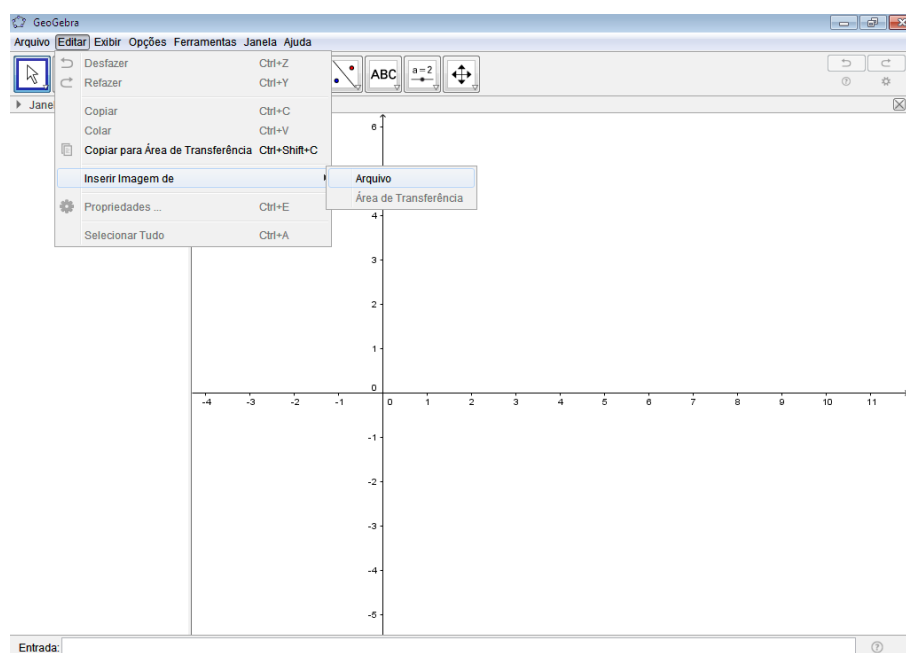 GeoGebra
Arquivo Editar Exibir Opções Ferramentas Janela Ajuda
ABC a=2
Desfazer Ctrl+Z
Refazer Ctrl+Y
Copiar Ctrl+C
Colar Ctrl+V
Copiar para Área de Transferência Ctrl+Shift+C
Inserir Imagem de
Arquivo
Área de Transferência
Propriedades ... Ctrl+E
Selecionar Tudo Ctrl+A
Jane
6
4
3
2
1
0
-4 -3 -2 -1 0 1 2 3 4 5 6 7 8 9 10 11
-1
-2
-3
-4
-5
Entrada: